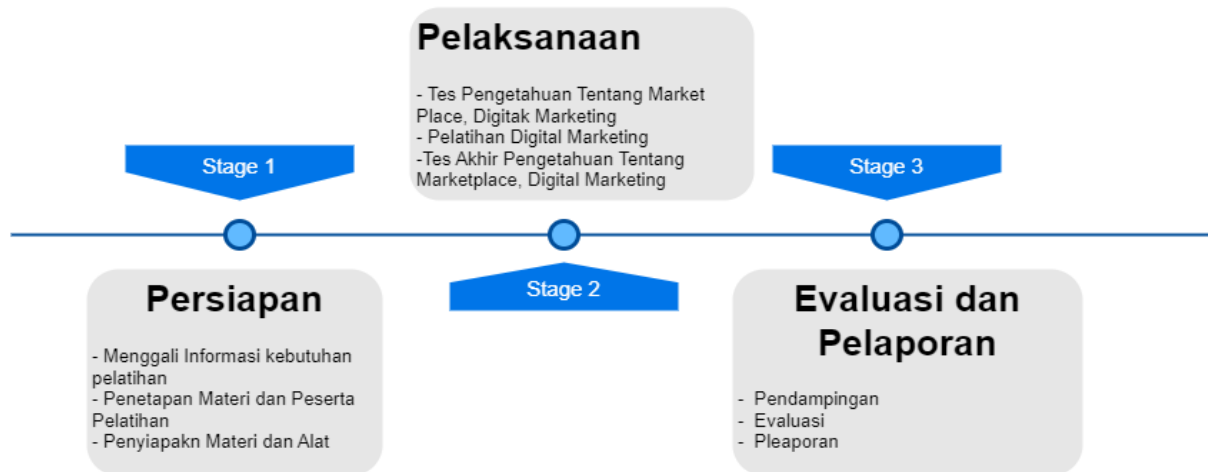 Stage 1
Persiapan
- Menggali Informasi kebutuhan
pelatihan
- Penetapan Materi dan Peserta
Pelatihan
- Penyiapakn Materi dan Alat
Pelaksanaan
- Tes Pengetahuan Tentang Market
Place, Digitak Marketing
- Pelatihan Digital Marketing
-Tes Akhir Pengetahuan Tentang
Marketplace, Digital Marketing
Stage 2
Stage 3
Evaluasi dan
Pelaporan
- Pendampingan
- Evaluasi
- Pleaporan